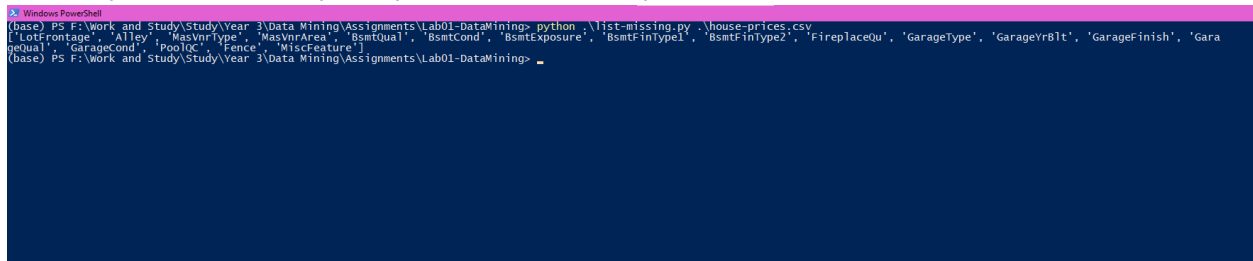 Windows PowerShell
(base) PS F:\Work and Study\Study\Year 3\Data Mining\Assignments\Lab01-DataMining> python .\list-missing.py .\house-prices.csv
['LotFrontage', 'Alley', 'MasVnrType', 'MasVnrArea', 'BsmtQual', 'BsmtCond', 'BsmtExposure', 'BsmtFinType1', 'BsmtFinType2', 'FireplaceQu', 'GarageType', 'GarageYrBlt', 'GarageFinish', 'Gara
geQual', 'GarageCond', 'PoolQC', 'Fence', 'MiscFeature']
(base) PS F:\Work and Study\Study\Year 3\Data Mining\Assignments\Lab01-DataMining>